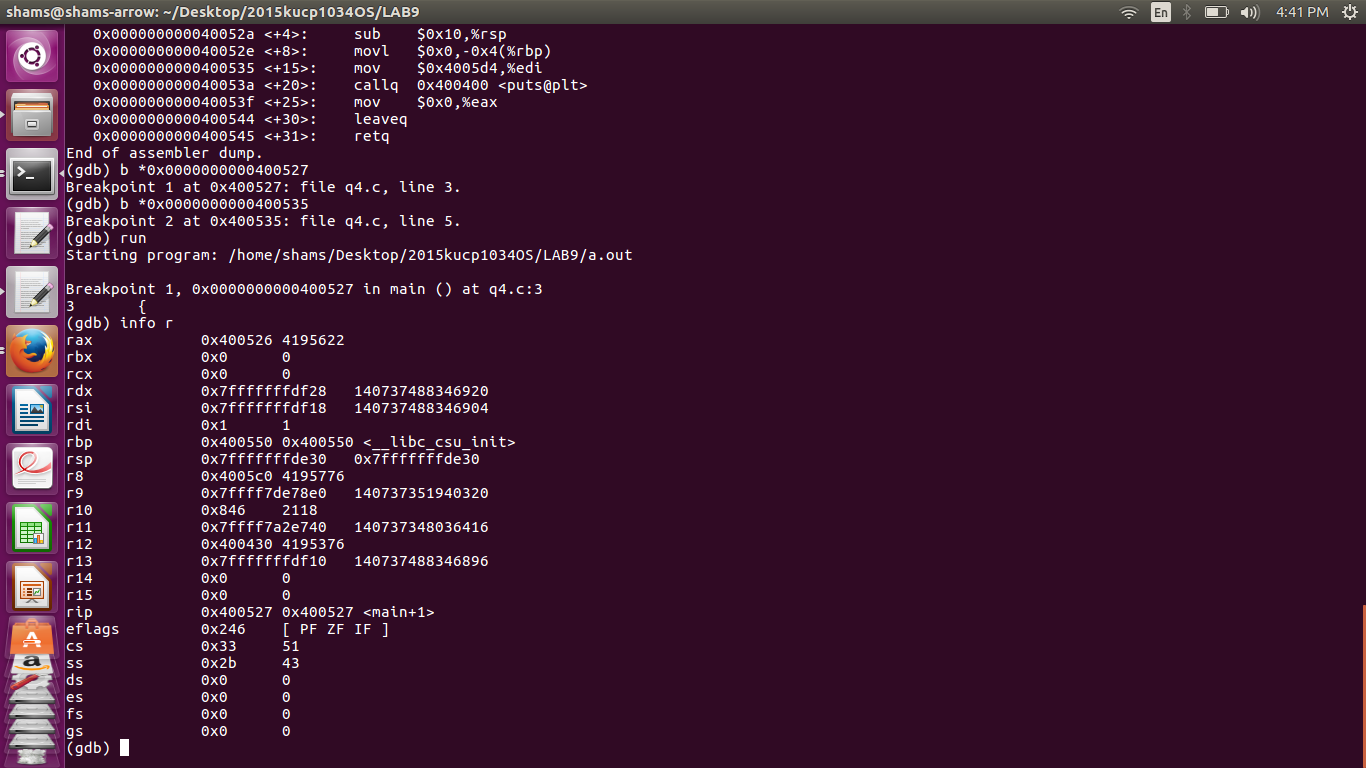 shams@shams-arrow: ~/Desktop/2015kucp1034OS/LAB9 En 4:41 PM
0x000000000040052a <+4>: sub $0x10,%rsp
0x000000000040052e <+8>: movl $0x0,-0x4(%rbp)
0x0000000000400535 <+15>: mov $0x4005d4,%edi
0x000000000040053a <+20>: callq 0x400400 <puts@plt>
0x000000000040053f <+25>: mov $0x0,%eax
0x0000000000400544 <+30>: leaveq
0x0000000000400545 <+31>: retq
End of assembler dump.
(gdb) b *0x0000000000400527
Breakpoint 1 at 0x400527: file q4.c, line 3.
(gdb) b *0x0000000000400535
Breakpoint 2 at 0x400535: file q4.c, line 5.
(gdb) run
Starting program: /home/shams/Desktop/2015kucp1034OS/LAB9/a.out
Breakpoint 1, 0x0000000000400527 in main () at q4.c:3
3 {
(gdb) info r
rax 0x400526 4195622
rbx 0x0 0
rcx 0x0 0
rdx 0x7fffffffdf28 140737488346920
rsi 0x7fffffffdf18 140737488346904
rdi 0x1 1
rbp 0x400550 0x400550 <__libc_csu_init>
rsp 0x7fffffffde30 0x7fffffffde30
r8 0x4005c0 4195776
r9 0x7ffff7de78e0 140737351940320
r10 0x846 2118
r11 0x7ffff7a2e740 140737348036416
r12 0x400430 4195376
r13 0x7fffffffdf10 140737488346896
r14 0x0 0
r15 0x0 0
rip 0x400527 0x400527 <main+1>
eflags 0x246 [ PF ZF IF ]
cs 0x33 51
ss 0x2b 43
ds 0x0 0
es 0x0 0
fs 0x0 0
gs 0x0 0
(gdb)